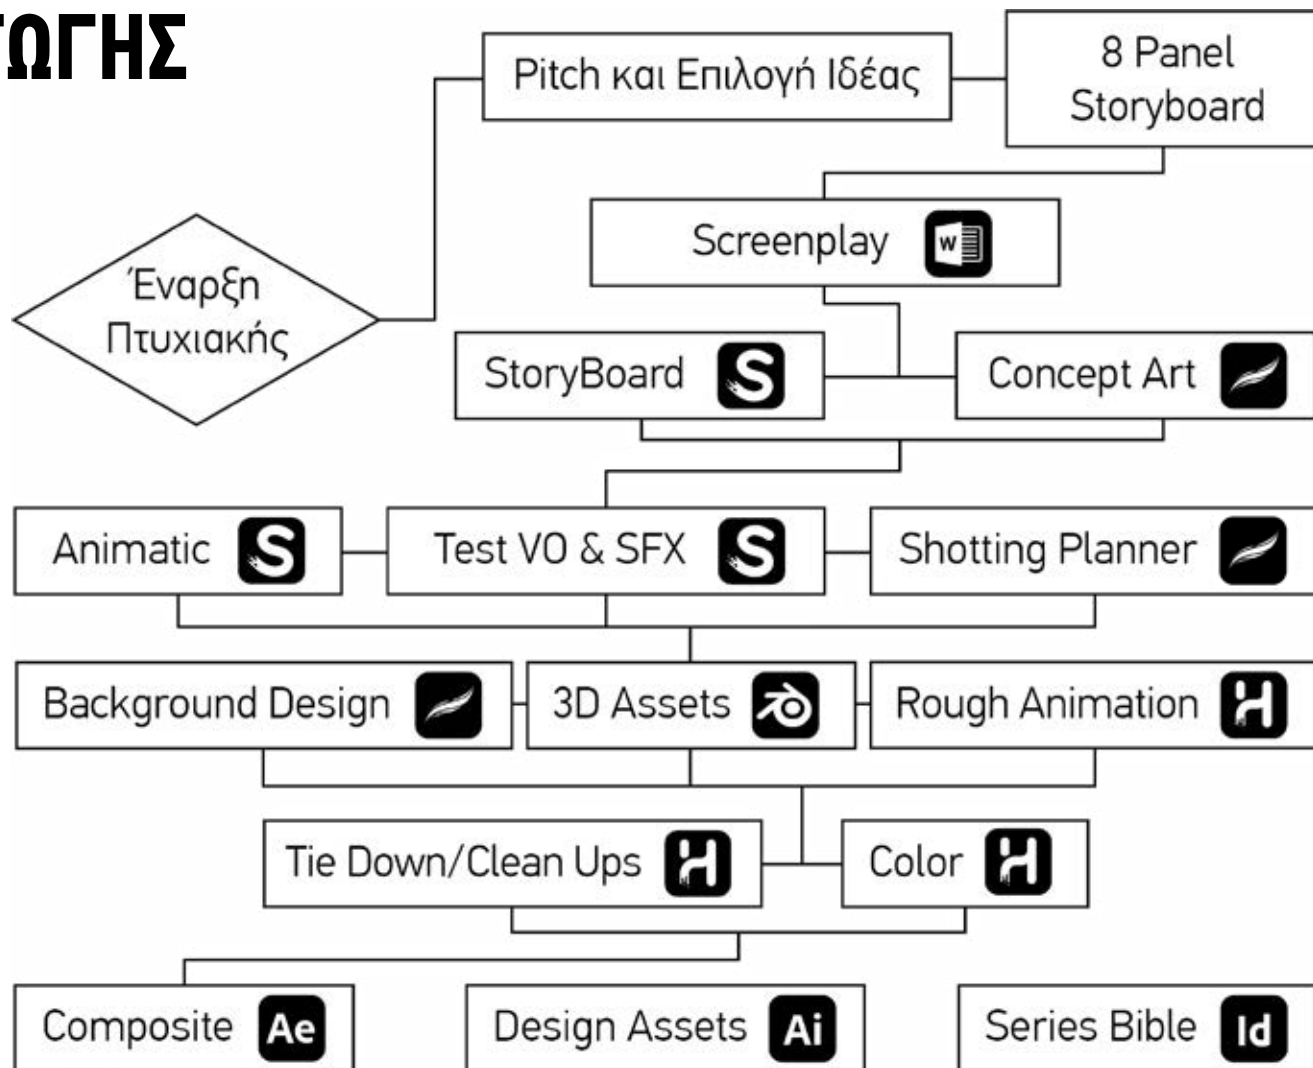 ΩΓΗΣ
Pitch και Επιλογή Ιδέας
8 Panel
Storyboard
Screenplay W
Έναρξη
Πτυχιακής
StoryBoard S
Concept Art
Animatic S
Test VO & SFX S
Shotting Planner
Background Design
3D Assets
Rough Animation H
Tie Down/Clean Ups H
Color H
Composite Ae
Design Assets Ai
Series Bible Id